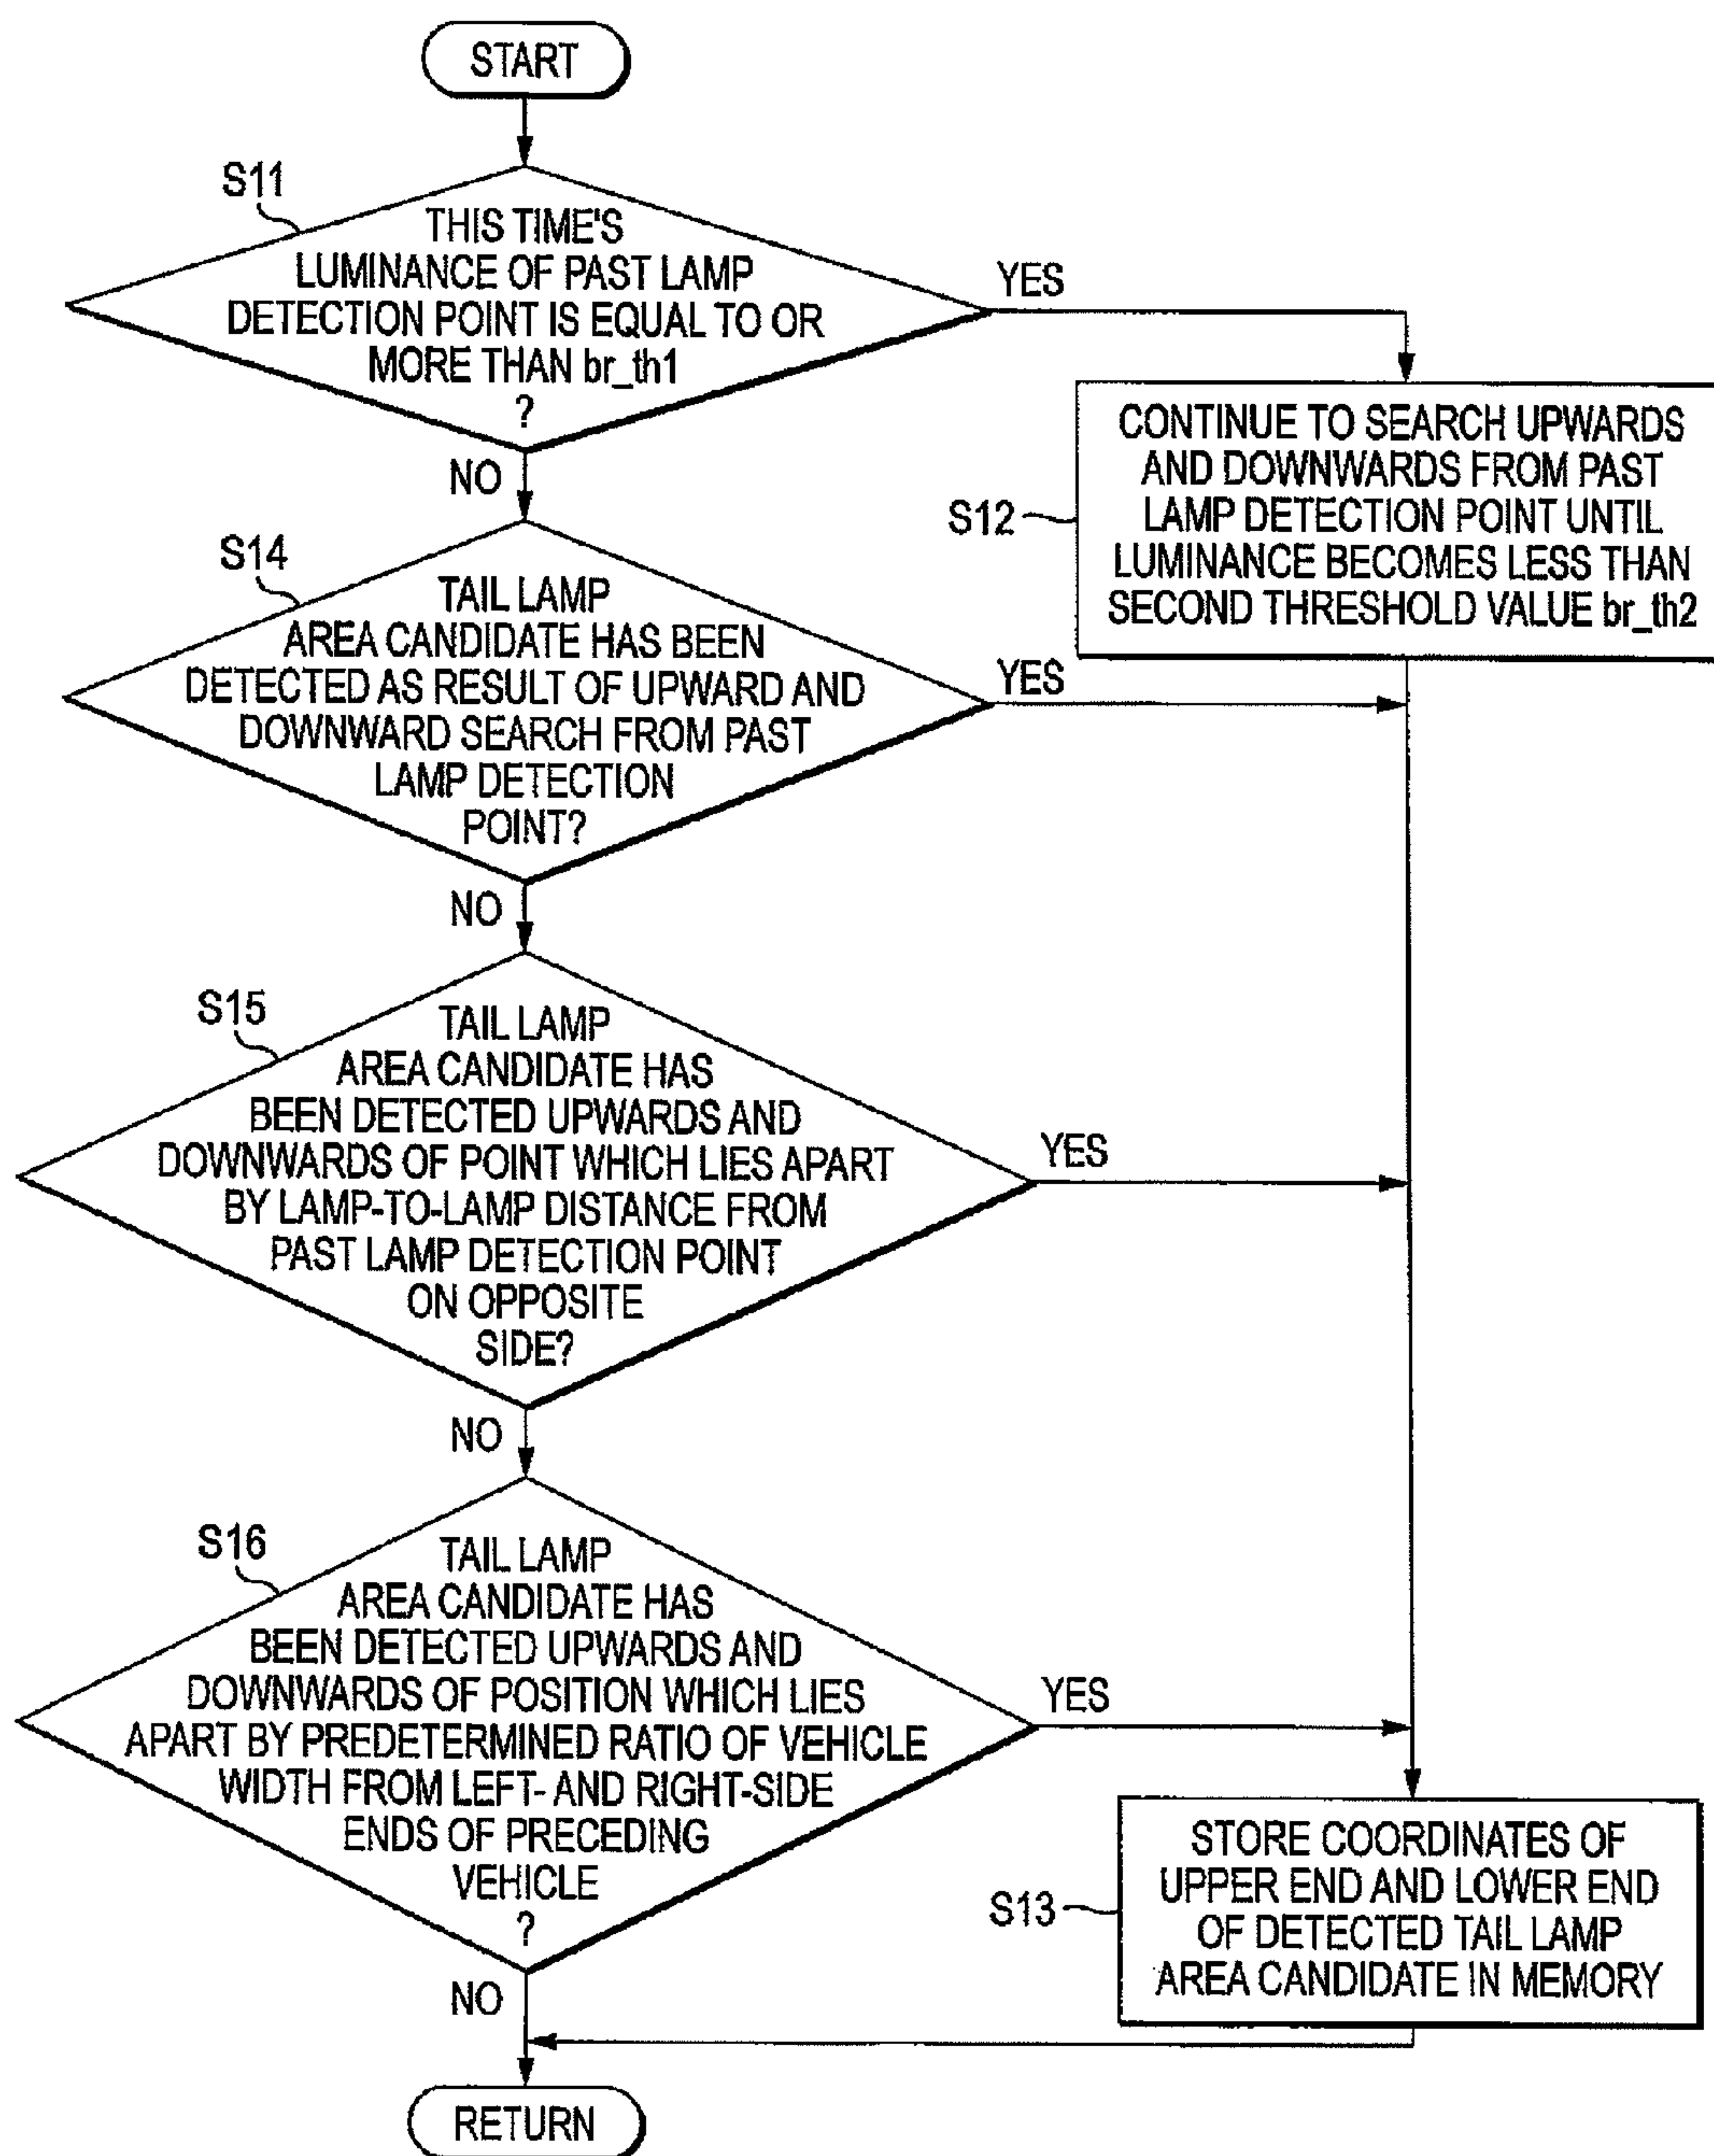 START
S11
THIS TIME'S
LUMINANCE OF PAST LAMP
DETECTION POINT IS EQUAL TO OR
MORE THAN br_th1
?
YES
NO
S12
CONTINUE TO SEARCH UPWARDS
AND DOWNWARDS FROM PAST
LAMP DETECTION POINT UNTIL
LUMINANCE BECOMES LESS THAN
SECOND THRESHOLD VALUE br_th2
S14
TAIL LAMP
AREA CANDIDATE HAS BEEN
DETECTED AS RESULT OF UPWARD AND
DOWNWARD SEARCH FROM PAST
LAMP DETECTION
POINT?
YES
NO
S15
TAIL LAMP
AREA CANDIDATE HAS
BEEN DETECTED UPWARDS AND
DOWNWARDS OF POINT WHICH LIES APART
BY LAMP-TO-LAMP DISTANCE FROM
PAST LAMP DETECTION POINT
ON OPPOSITE
SIDE?
YES
NO
S16
TAIL LAMP
AREA CANDIDATE HAS
BEEN DETECTED UPWARDS AND
DOWNWARDS OF POSITION WHICH LIES
APART BY PREDETERMINED RATIO OF VEHICLE
WIDTH FROM LEFT- AND RIGHT-SIDE
ENDS OF PRECEDING
VEHICLE
?
YES
NO
S13
STORE COORDINATES OF
UPPER END AND LOWER END
OF DETECTED TAIL LAMP
AREA CANDIDATE IN MEMORY
RETURN